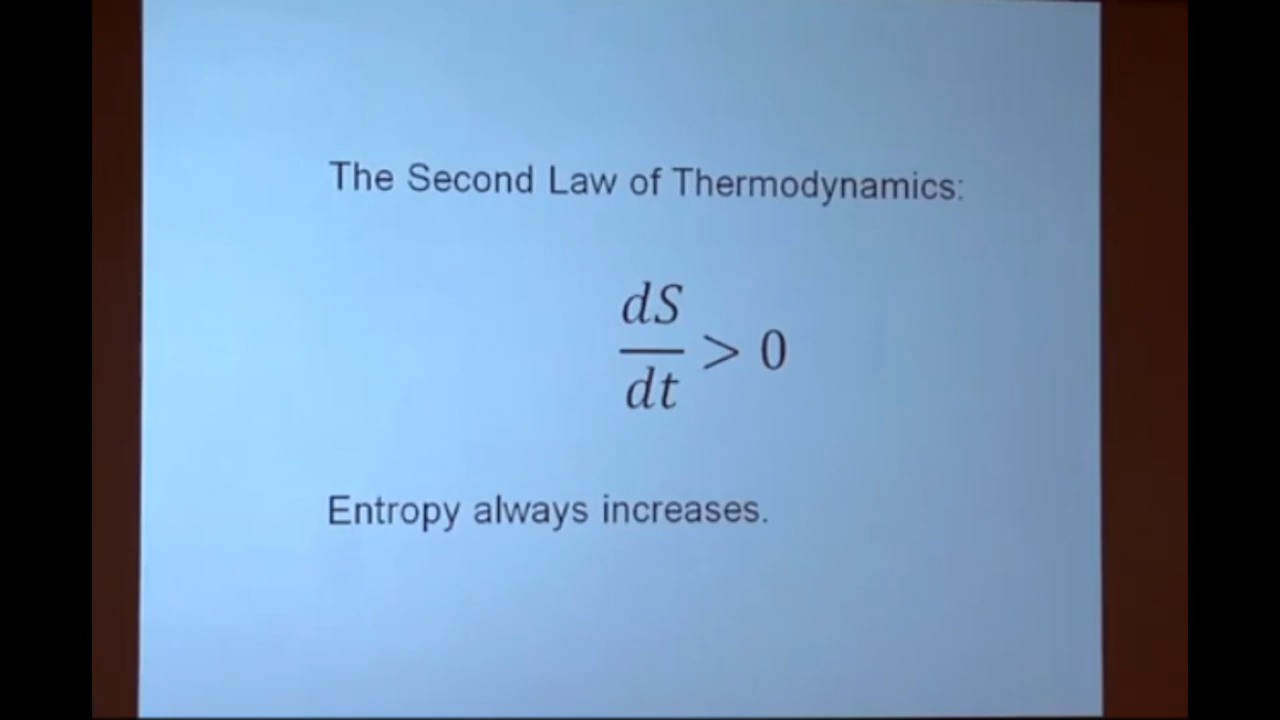 The Second Law of Thermodynamics:
dS/dt > 0
Entropy always increases.